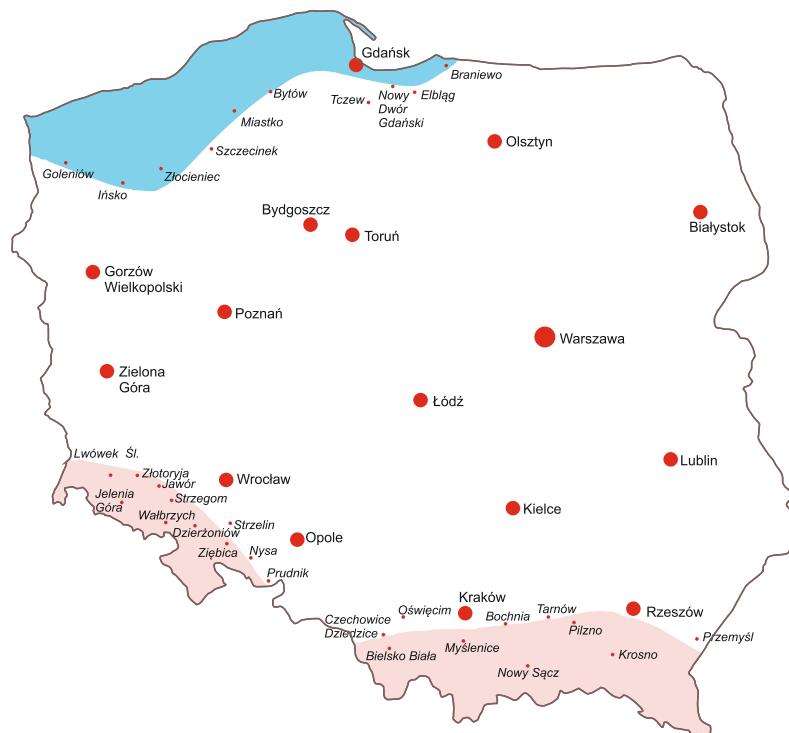 Gdańsk
Braniewo
Bytów
Tczew
Nowy
Dwór
Gdański
Elbląg
Miastko
Szczecinek
Olsztyn
Goleniów
Złocieniec
Ińsko
Bydgoszcz
Toruń
Białystok
Gorzów
Wielkopolski
Poznań
Warszawa
Zielona
Góra
Łódź
Lwówek Śl.
Złotoryja
Jawór
Wrocław
Lublin
Jelenia
Góra
Strzegom
Kielce
Wałbrzych
Dzierżoniów
Strzelin
Opole
Ziębica
Nysa
Prudnik
Kraków
Oświęcim
Bochnia
Tarnów
Rzeszów
Czechowice
Dziedzice
Pilzno
Przemyśl
Bielsko Biała
Myślenice
Krosno
Nowy Sącz